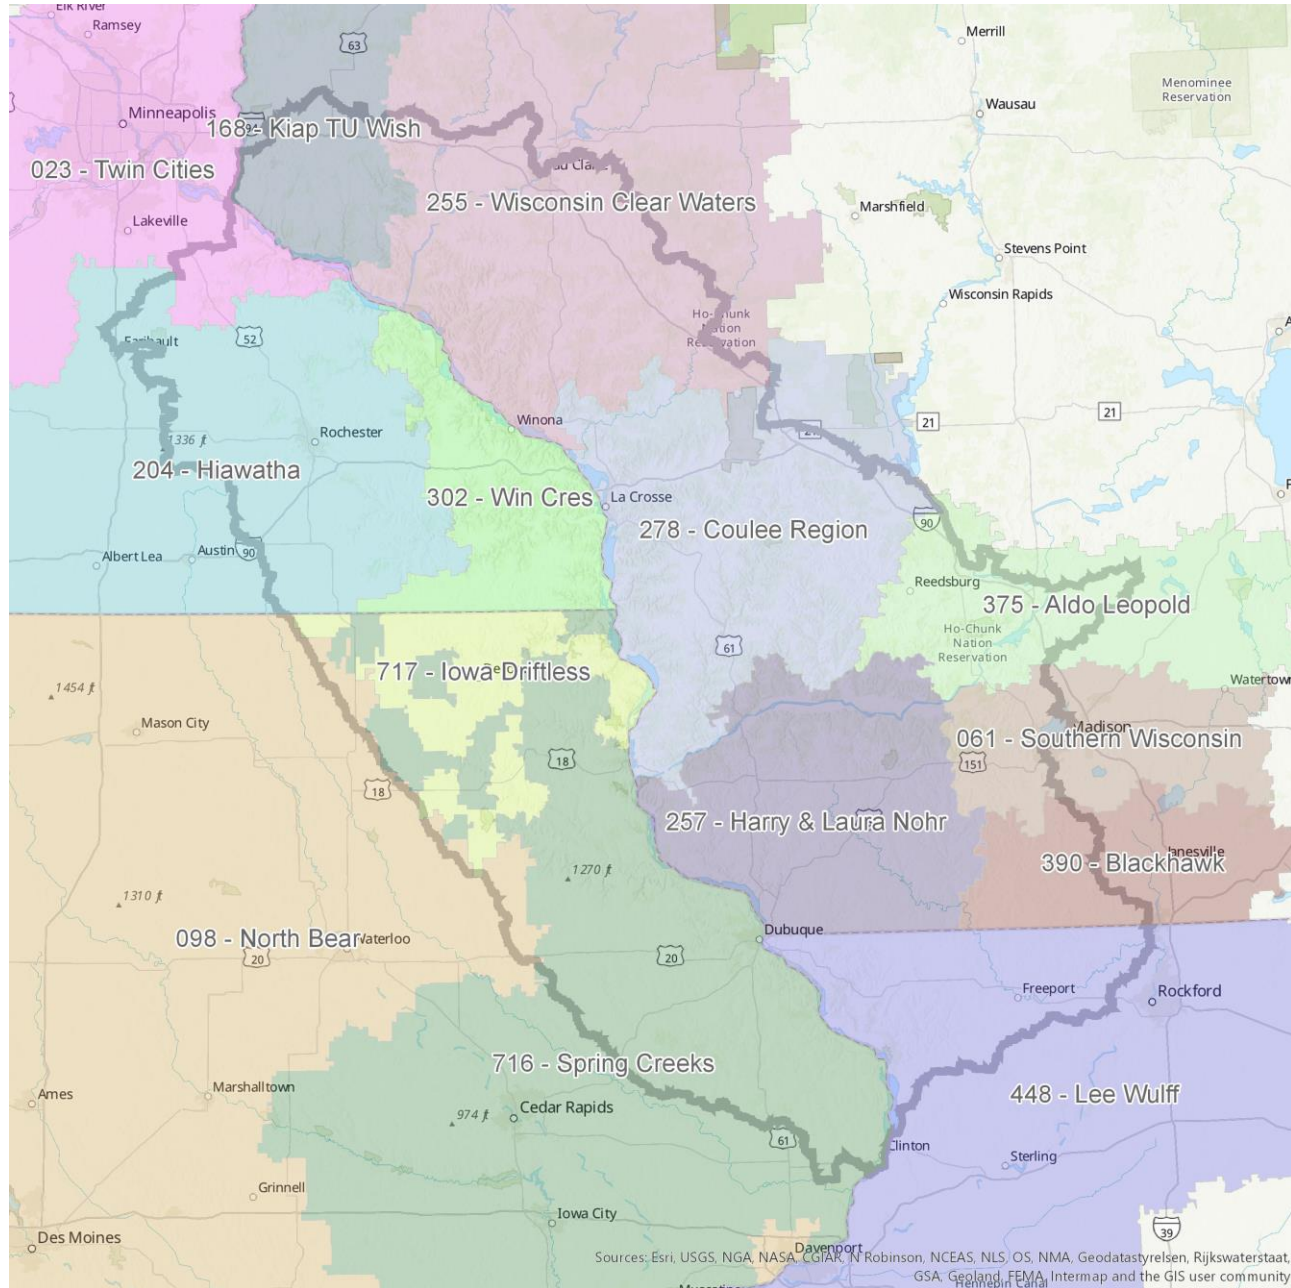 Elk River
Ramsey
63
Merrill
Menominee
Reservation
Wausau
Minneapolis
94
168 - Kiap TU Wish
023 - Twin Cities
255 - Wisconsin Clear Waters
Marshfield
Lakeville
Stevens Point
Wisconsin Rapids
Ho-Chunk
Nation
Reservation
Faribault
52
21
21
21
Winona
Rochester
1336 ft
204 - Hiawatha
302 - Win Cres
La Crosse
278 - Coulee Region
90
Austin
90
Albert Lea
Reedsburg
375 - Aldo Leopold
Ho-Chunk
Nation
Reservation
61
717 - Iowa Driftless
Watertown
1454 ft
Mason City
Madison
061 - Southern Wisconsin
151
18
18
257 - Harry & Laura Nohr
Janesville
390 - Blackhawk
1270 ft
1310 ft
098 - North Bear
Waterloo
20
Dubuque
20
Freeport
Rockford
716 - Spring Creeks
448 - Lee Wulff
Marshalltown
Ames
Cedar Rapids
974 ft
61
Clinton
Sterling
Grinnell
Iowa City
Des Moines
39
Davenport
Sources: Esri, USGS, NGA, NASA, CGIAR, N Robinson, NCEAS, NLS, OS, NMA, Geodatastyrelsen, Rijkswaterstaat,
GSA, Geoland, FEMA, Intermap and the GIS user community
Hennepin Canal